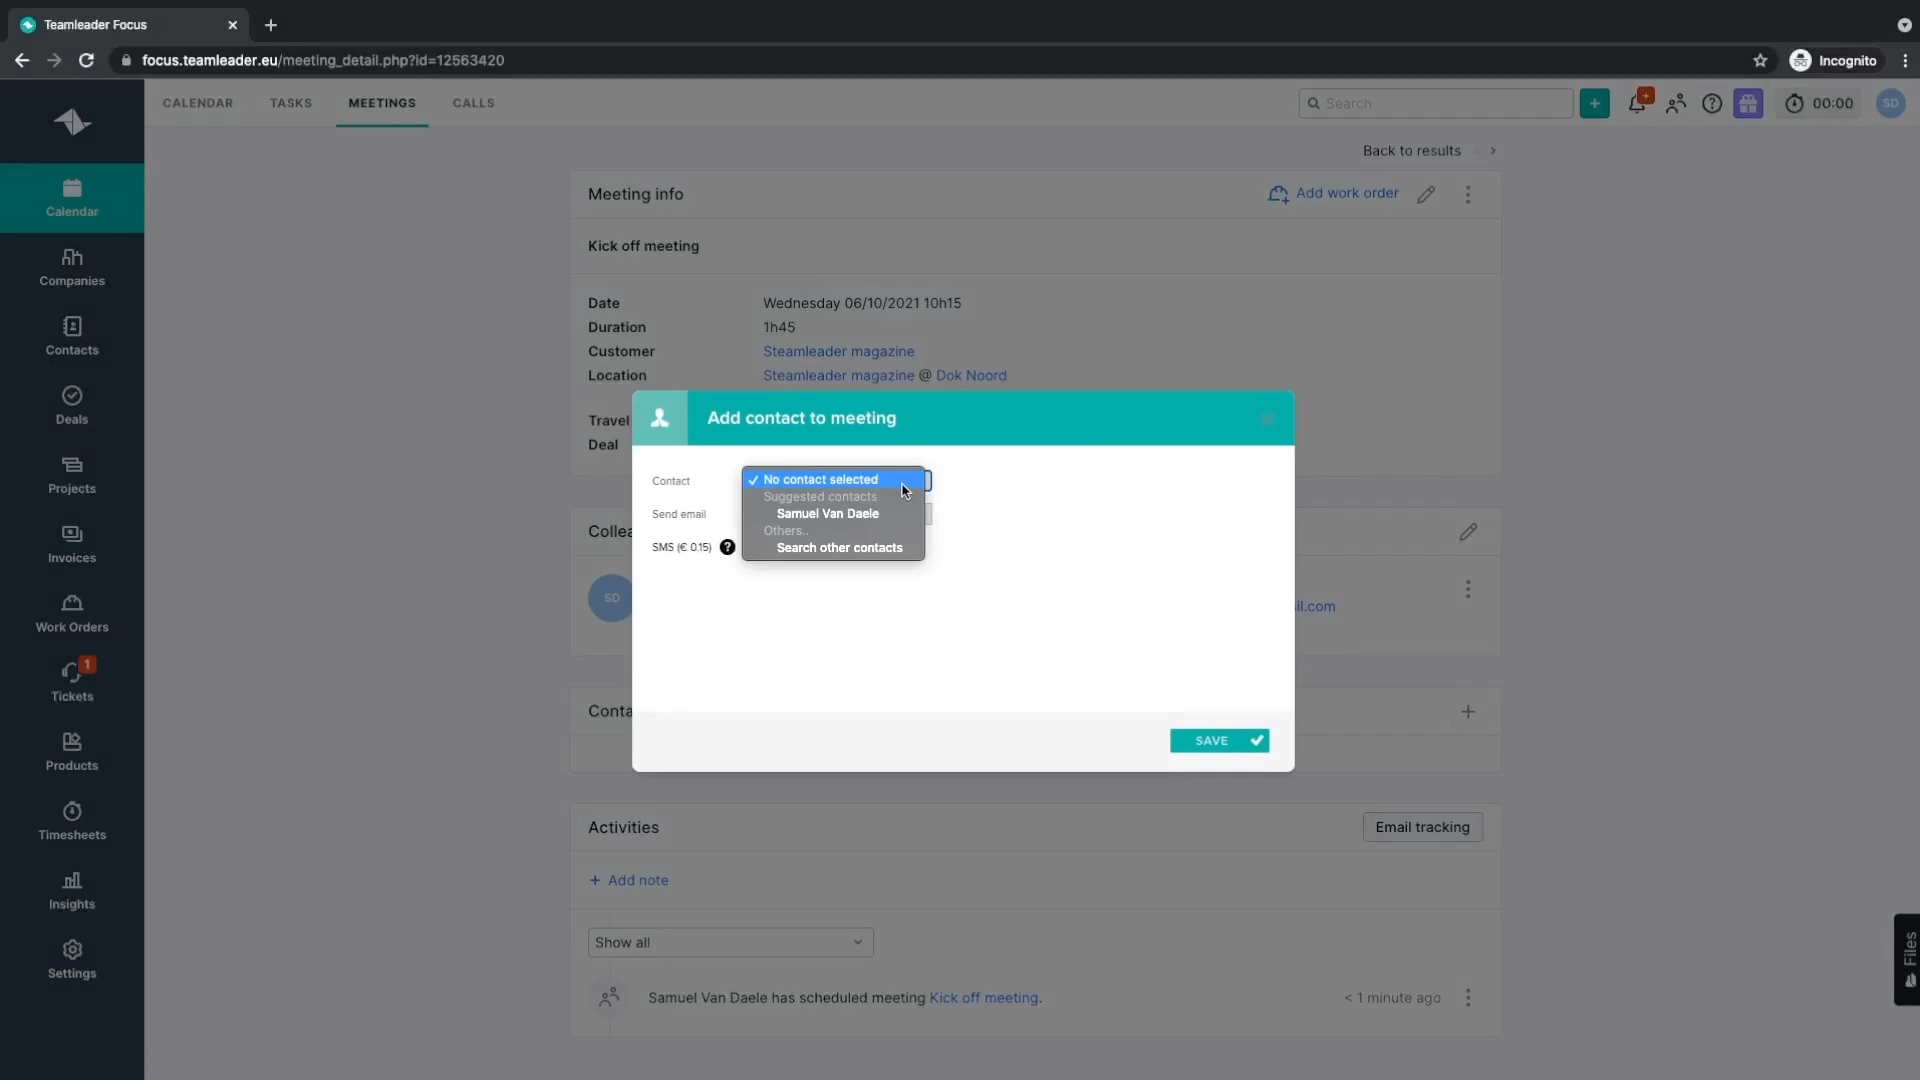 Teamleader Focus
focus.teamleader.eu/meeting_detail.php?id=12563420
Incognito
CALENDAR
TASKS
MEETINGS
CALLS
Search
00:00
SD
Calendar
Companies
Contacts
Deals
Projects
Invoices
Work Orders
1
Tickets
Products
Timesheets
Insights
Settings
Back to results
Meeting info
Add work order
Kick off meeting
Date
Wednesday 06/10/2021 10h15
Duration
1h45
Customer
Steamleader magazine
Location
Steamleader magazine @ Dok Noord
Travel
Deal
Add contact to meeting
Contact
No contact selected
Suggested contacts
Samuel Van Daele
Others..
Search other contacts
Send email
SMS (€ 0.15)
SAVE
Collea
SD
il.com
Conta
Activities
Email tracking
+ Add note
Show all
Samuel Van Daele has scheduled meeting Kick off meeting.
< 1 minute ago
Files